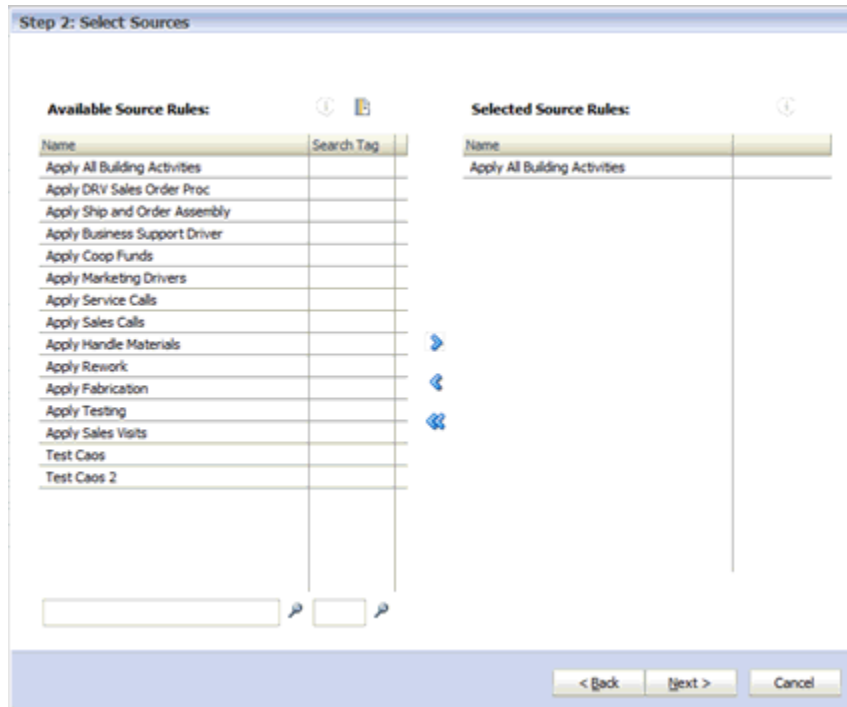 Step 2: Select Sources
Available Source Rules:
Selected Source Rules:
Name Search Tag
Name
Apply All Building Activities
Apply All Building Activities
Apply DRV Sales Order Proc
Apply Ship and Order Assembly
Apply Business Support Driver
Apply Coop Funds
Apply Marketing Drivers
Apply Service Calls
Apply Sales Calls
Apply Handle Materials
Apply Rework
Apply Fabrication
Apply Testing
Apply Sales Visits
Test Caos
Test Caos 2
< Back
Next >
Cancel